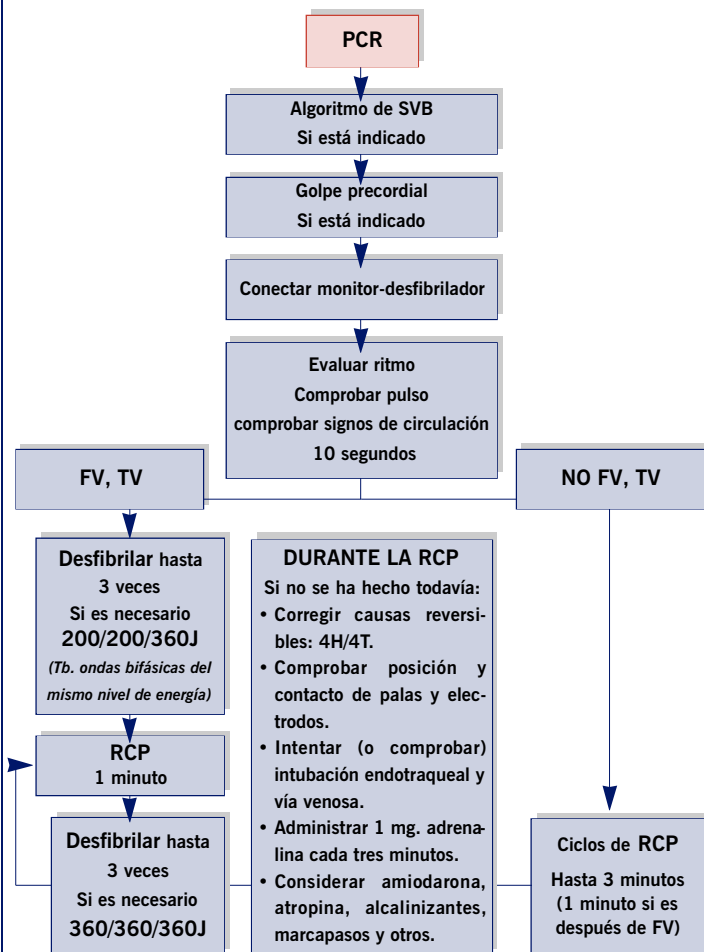 PCR
Algoritmo de SVB
Si está indicado
Golpe precordial
Si está indicado
Conectar monitor-desfibrilador
Evaluar ritmo
Comprobar pulso
comprobar signos de circulación
10 segundos
FV, TV
NO FV, TV
Desfibrilar hasta
3 veces
Si es necesario
200/200/360J
(Tb. ondas bifásicas del
mismo nivel de energía)
RCP
1 minuto
Desfibrilar hasta
3 veces
Si es necesario
360/360/360J
DURANTE LA RCP
Si no se ha hecho todavía:
• Corregir causas reversi-
bles: 4H/4T.
• Comprobar posición y
contacto de palas y elec-
trodos.
• Intentar (o comprobar)
intubación endotraqueal y
vía venosa.
• Administrar 1 mg. adrena-
lina cada tres minutos.
• Considerar amiodarona,
atropina, alcalinizantes,
marcapasos y otros.
Ciclos de RCP
Hasta 3 minutos
(1 minuto si es
después de FV)